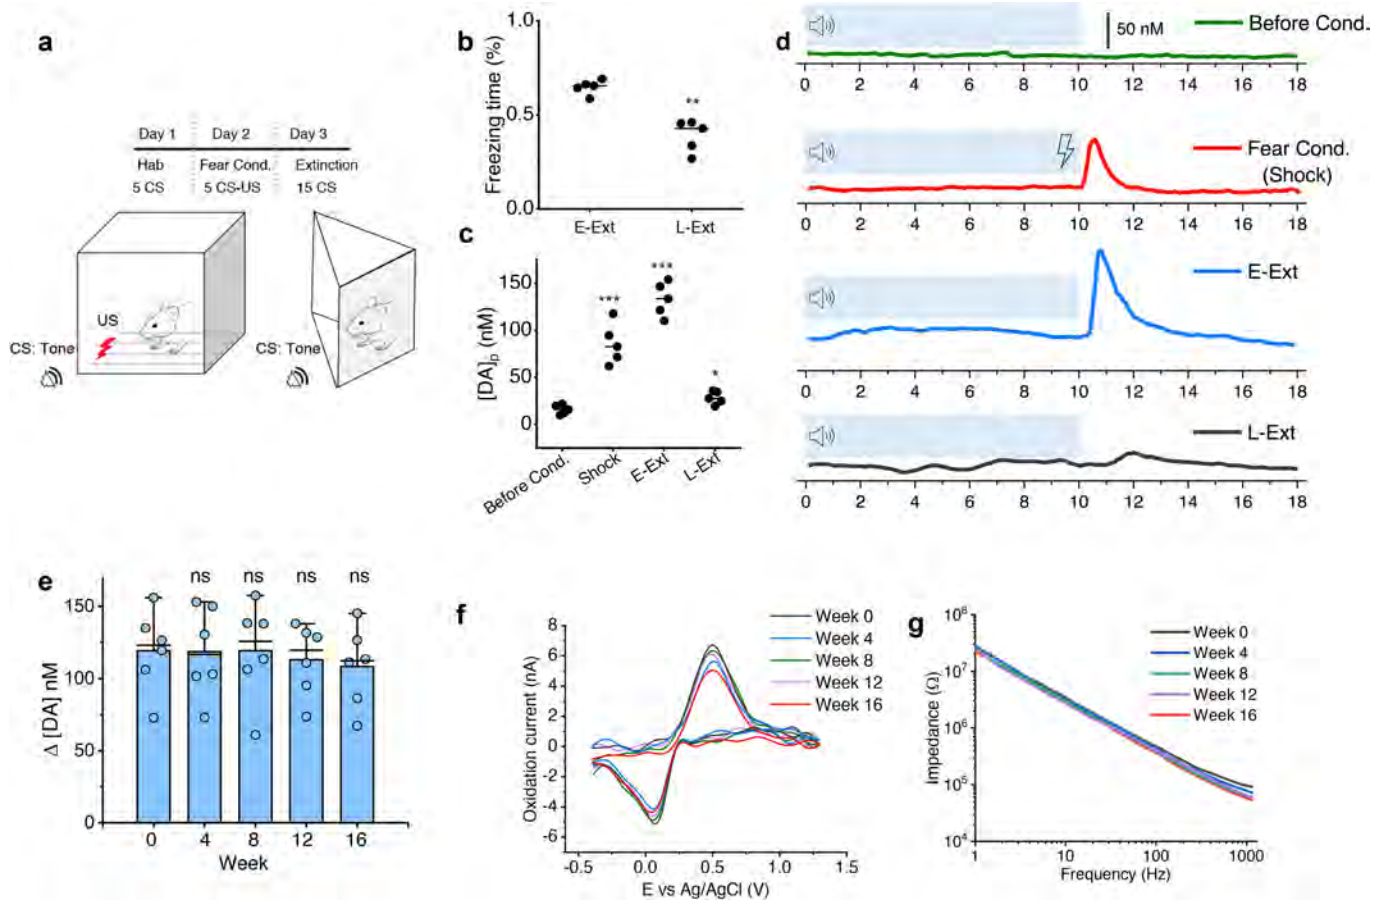 a
Day 1 Day 2 Day 3
Hab Fear Cond. Extinction
5 CS 5 CS-US 15 CS
US
CS: Tone
CS: Tone
b
Freezing time (%)
1.0
0.5
0.0
**
E-Ext L-Ext
c
[DA]p (nM)
150
100
50
0
***
***
*
Before Cond. Shock E-Ext L-Ext
d
50 nM
Before Cond.
0 2 4 6 8 10 12 14 16 18
Fear Cond.
(Shock)
0 2 4 6 8 10 12 14 16 18
E-Ext
0 2 4 6 8 10 12 14 16 18
L-Ext
0 2 4 6 8 10 12 14 16 18
e
Δ [DA] nM
150
100
50
0
ns ns ns ns
0 4 8 12 16
Week
f
Oxidation current (nA)
8
6
4
2
0
-2
-4
-6
-0.5 0.0 0.5 1.0 1.5
E vs Ag/AgCl (V)
Week 0
Week 4
Week 8
Week 12
Week 16
g
Impedance (Ω)
10⁸
10⁷
10⁶
10⁵
10⁴
1 10 100 1000
Frequency (Hz)
Week 0
Week 4
Week 8
Week 12
Week 16